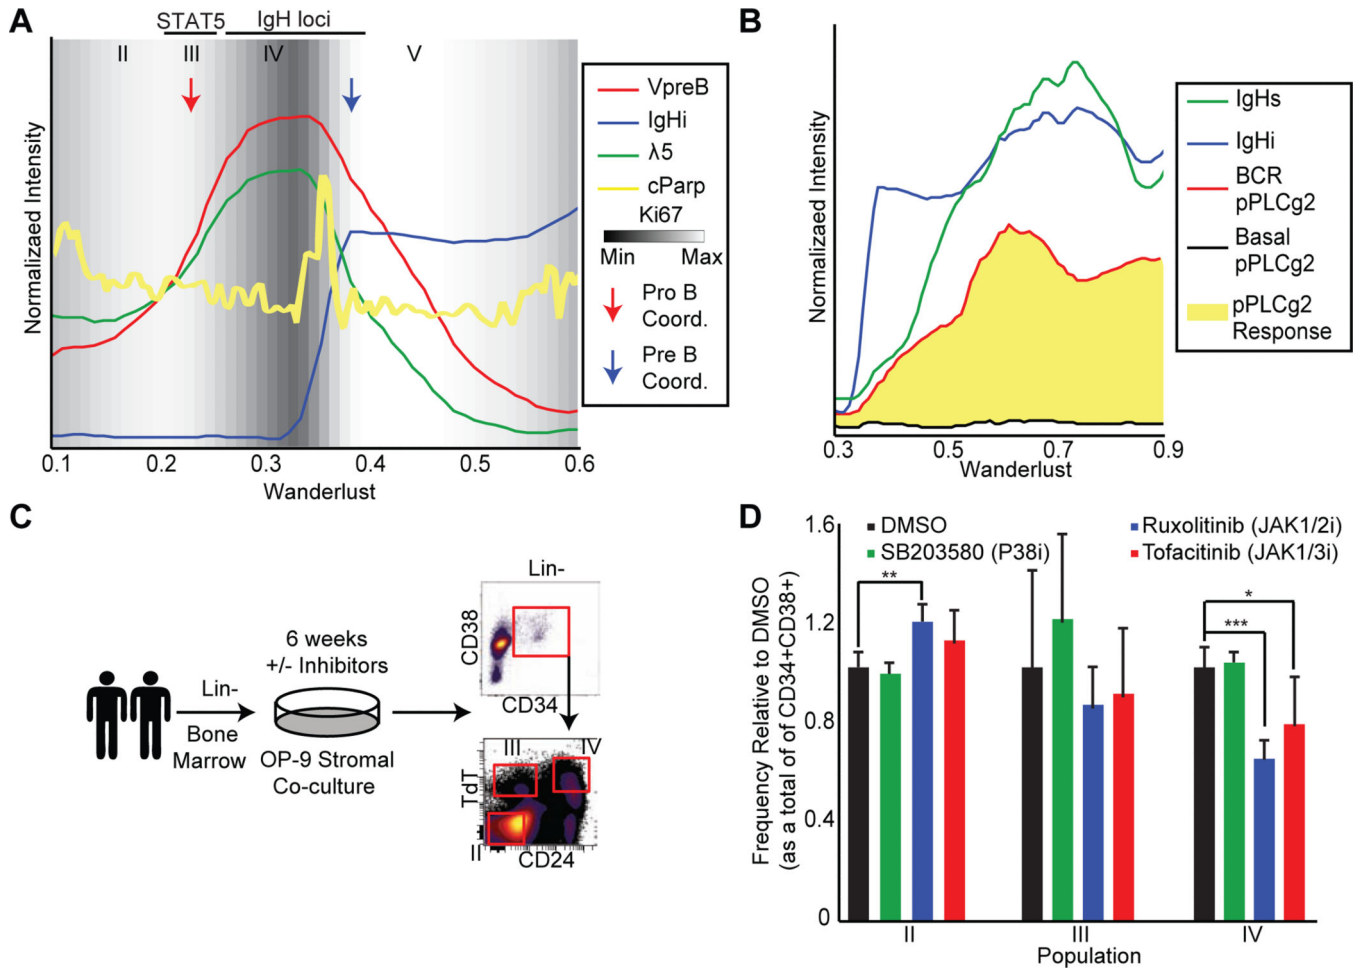 A
STAT5
IgH loci
II
III
IV
V
Normalizaed Intensity
0.1
0.2
0.3
0.4
0.5
0.6
Wanderlust
VpreB
IgHi
λ5
cParp
Ki67
Min
Max
Pro B
Coord.
Pre B
Coord.
B
Normalizaed Intensity
0.3
0.5
0.7
0.9
Wanderlust
IgHs
IgHi
BCR
pPLCg2
Basal
pPLCg2
pPLCg2
Response
C
Lin-
Bone
Marrow
6 weeks
+/- Inhibitors
OP-9 Stromal
Co-culture
Lin-
CD38
CD34
III
IV
TdT
II
CD24
D
DMSO
SB203580 (P38i)
Ruxolitinib (JAK1/2i)
Tofacitinib (JAK1/3i)
Frequency Relative to DMSO
(as a total of of CD34+CD38+)
1.6
1.2
0.8
0.4
0
**
*
***
II
III
IV
Population